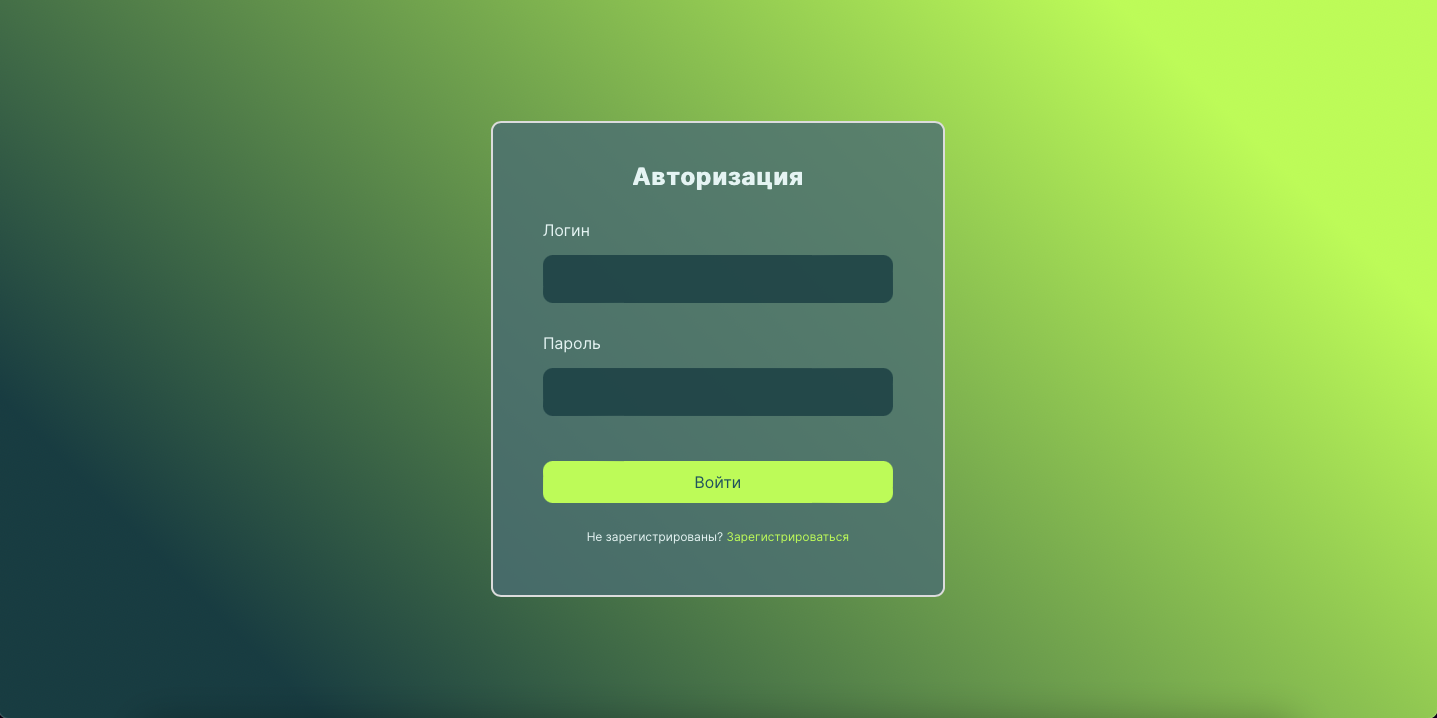 Авторизация
Логин
Пароль
Войти
Не зарегистрированы? Зарегистрироваться